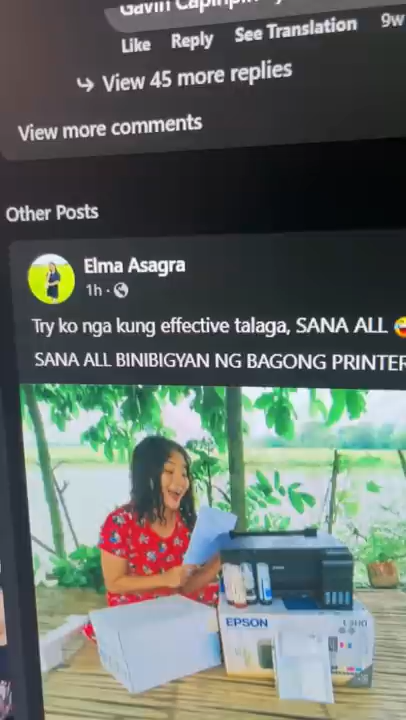 Gavin
Like Reply See Translation 9w
View 45 more replies
View more comments
Other Posts
Elma Asagra
1h ·
Try ko nga kung effective talaga, SANA ALL 
SANA ALL BINIBIGYAN NG BAGONG PRINTER
EPSON